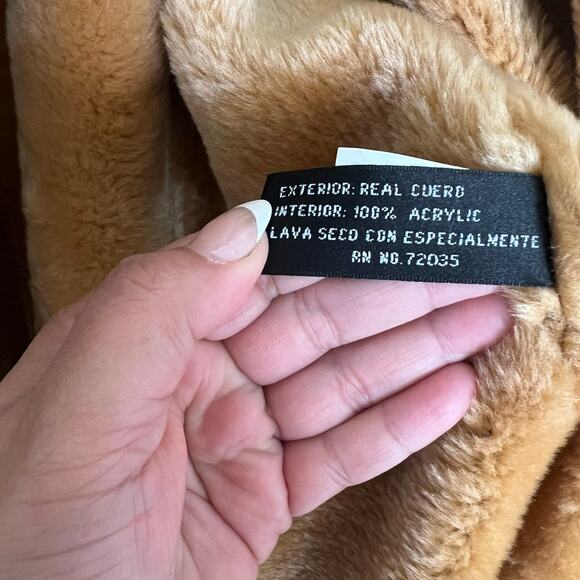 EXTERIOR: REAL CUERO
INTERIOR: 100% ACRYLIC
LAVA SECO CON ESPECIALMENTE
RN NO. 72035